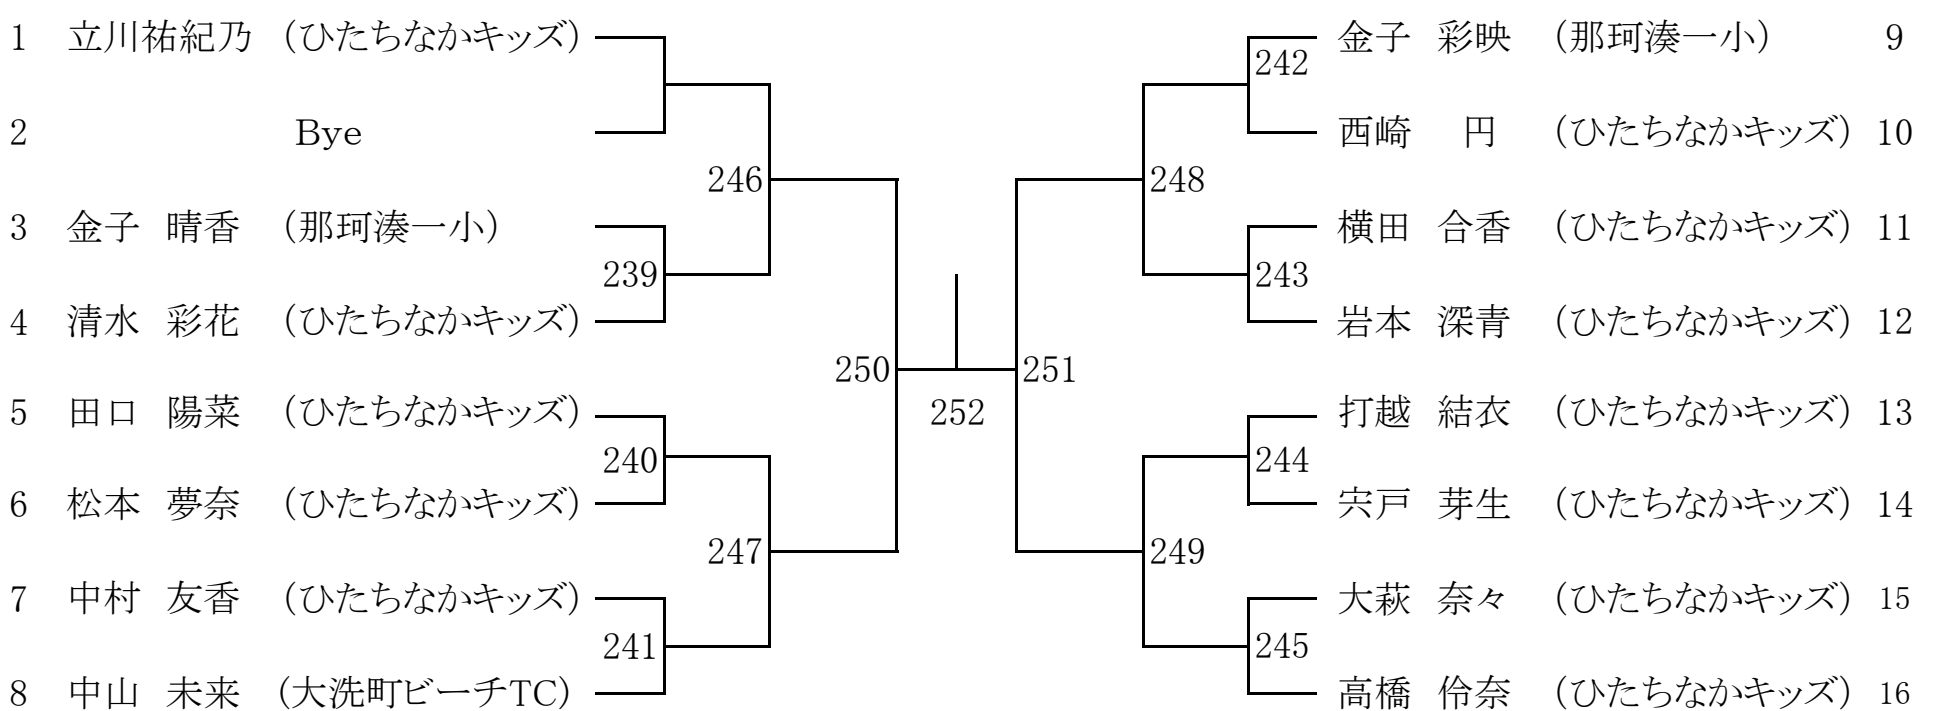 1 立川祐紀乃 (ひたちなかキッズ)
金子 彩映 (那珂湊一小) 9
242
2 Bye
西崎 円 (ひたちなかキッズ) 10
246
248
3 金子 晴香 (那珂湊一小)
横田 合香 (ひたちなかキッズ) 11
239
243
4 清水 彩花 (ひたちなかキッズ)
岩本 深青 (ひたちなかキッズ) 12
250
251
252
5 田口 陽菜 (ひたちなかキッズ)
打越 結衣 (ひたちなかキッズ) 13
240
244
6 松本 夢奈 (ひたちなかキッズ)
宍戸 芽生 (ひたちなかキッズ) 14
247
249
7 中村 友香 (ひたちなかキッズ)
大萩 奈々 (ひたちなかキッズ) 15
241
245
8 中山 未来 (大洗町ビーチTC)
高橋 伶奈 (ひたちなかキッズ) 16